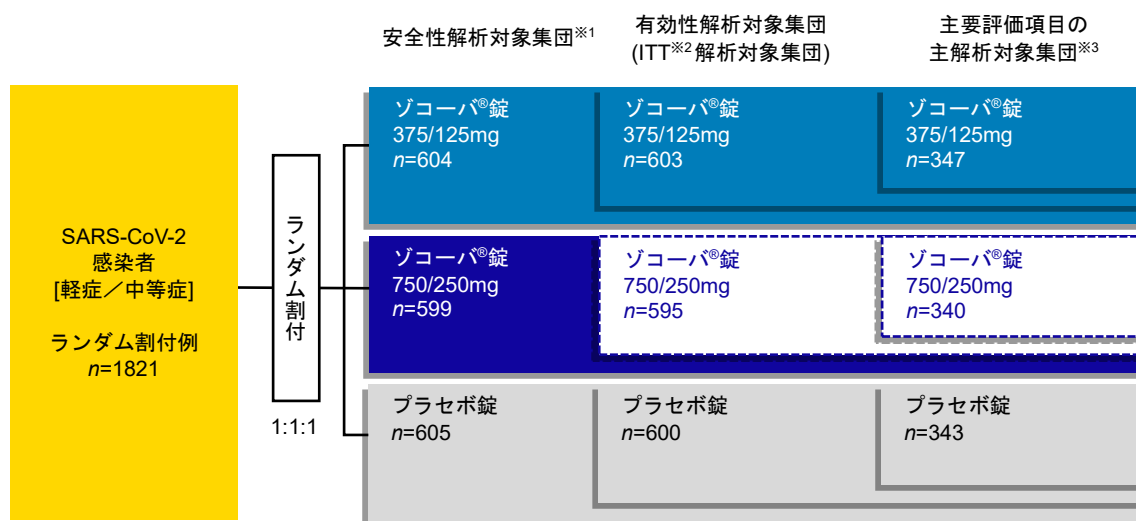 安全性解析対象集団※1
有効性解析対象集団
(ITT※2解析対象集団)
主要評価項目の
主解析対象集団※3
SARS-CoV-2
感染者
[軽症／中等症]
ランダム割付例
n=1821
ランダム割付
1:1:1
ゾコーバ®錠
375/125mg
n=604
ゾコーバ®錠
375/125mg
n=603
ゾコーバ®錠
375/125mg
n=347
ゾコーバ®錠
750/250mg
n=599
ゾコーバ®錠
750/250mg
n=595
ゾコーバ®錠
750/250mg
n=340
プラセボ錠
n=605
プラセボ錠
n=600
プラセボ錠
n=343